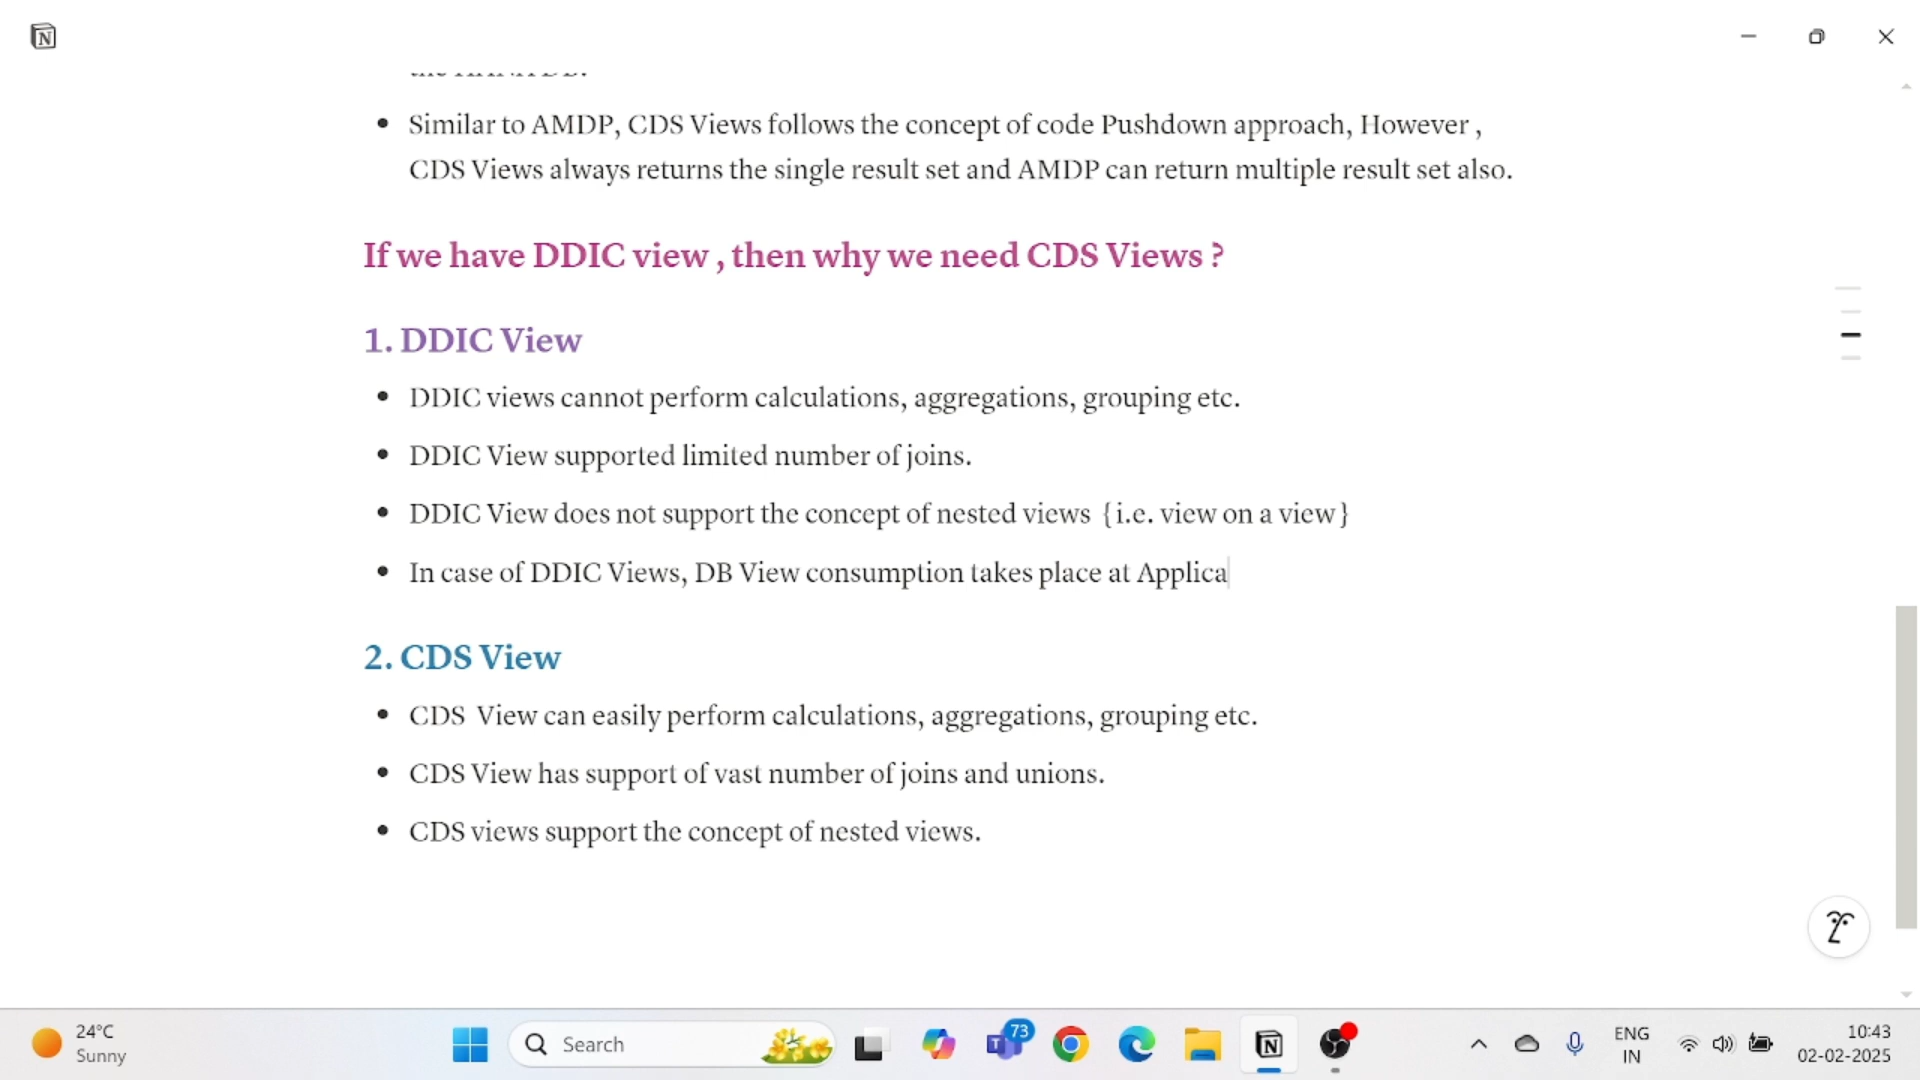 Similar to AMDP, CDS Views follows the concept of code Pushdown approach, However ,
CDS Views always returns the single result set and AMDP can return multiple result set also.
If we have DDIC view , then why we need CDS Views ?
1. DDIC View
DDIC views cannot perform calculations, aggregations, grouping etc.
DDIC View supported limited number of joins.
DDIC View does not support the concept of nested views {i.e. view on a view}
In case of DDIC Views, DB View consumption takes place at Applica
2. CDS View
CDS View can easily perform calculations, aggregations, grouping etc.
CDS View has support of vast number of joins and unions.
CDS views support the concept of nested views.
24°C
Sunny
Search
73
ENG
IN
10:43
02-02-2025